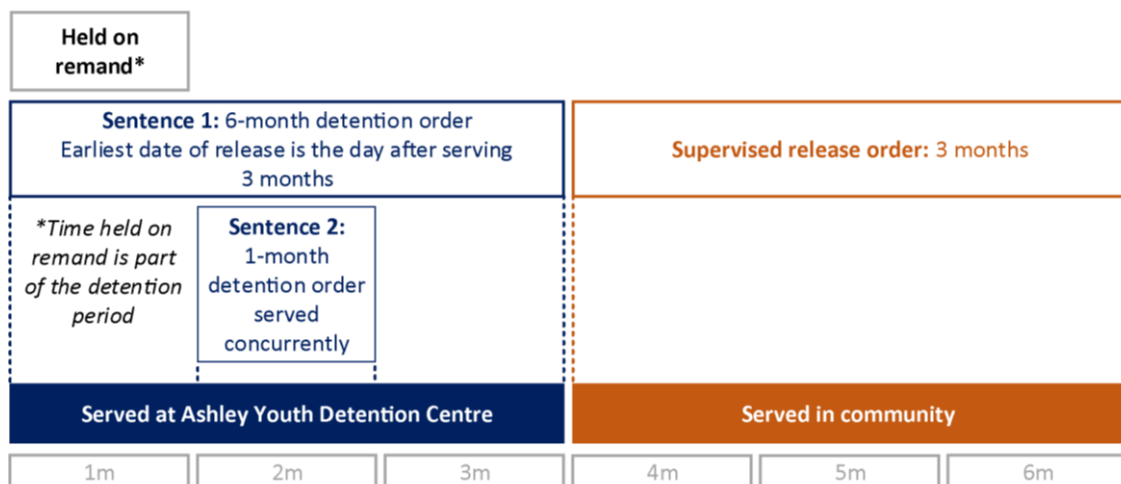 Held on
remand*
Sentence 1: 6-month detention order
Earliest date of release is the day after serving
3 months
Supervised release order: 3 months
*Time held on
remand is part
of the detention
period
Sentence 2:
1-month
detention order
served
concurrently
Served at Ashley Youth Detention Centre
Served in community
1m
2m
3m
4m
5m
6m